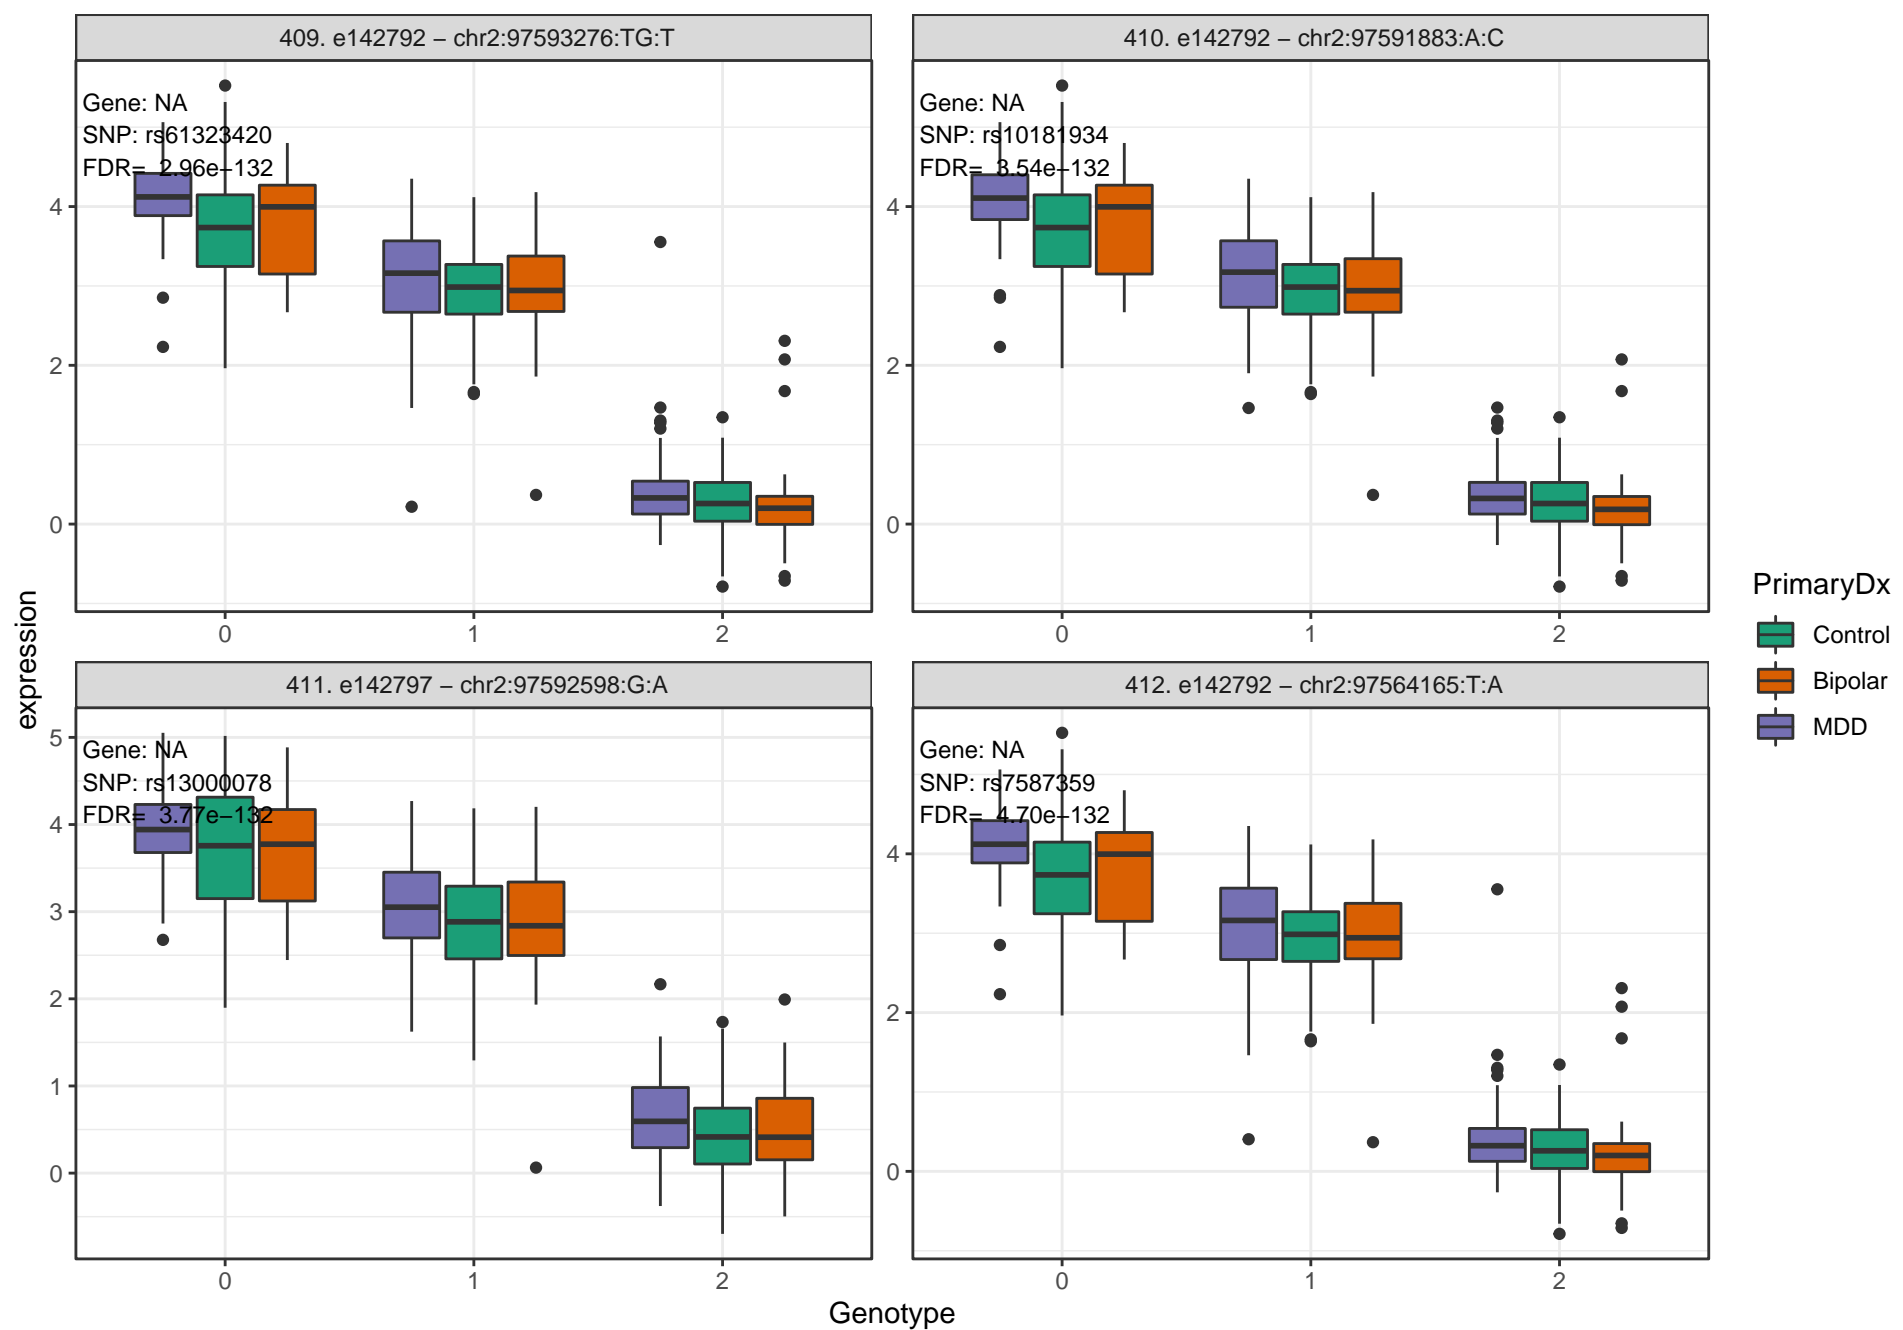 409. e142792 − chr2:97593276:TG:T
Gene: NA
SNP: rs61323420
FDR= 2.96e−132
4
2
0
0 1 2
410. e142792 − chr2:97591883:A:C
Gene: NA
SNP: rs10181934
FDR= 3.54e−132
4
2
0
0 1 2
411. e142797 − chr2:97592598:G:A
Gene: NA
SNP: rs13000078
FDR= 3.77e−132
5
4
3
2
1
0
0 1 2
412. e142792 − chr2:97564165:T:A
Gene: NA
SNP: rs7587359
FDR= 4.70e−132
4
2
0
0 1 2
expression
Genotype
PrimaryDx
Control
Bipolar
MDD